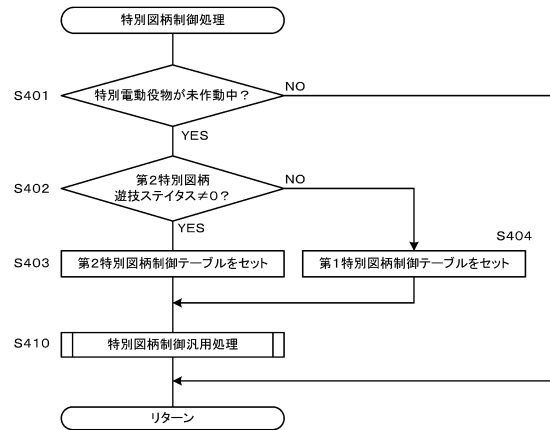 特別図柄制御処理
S401
特別電動役物が未作動中？
NO
YES
S402
第2特別図柄
遊技ステイタス≠0？
NO
YES
S404
S403
第2特別図柄制御テーブルをセット
第1特別図柄制御テーブルをセット
S410
特別図柄制御汎用処理
リターン